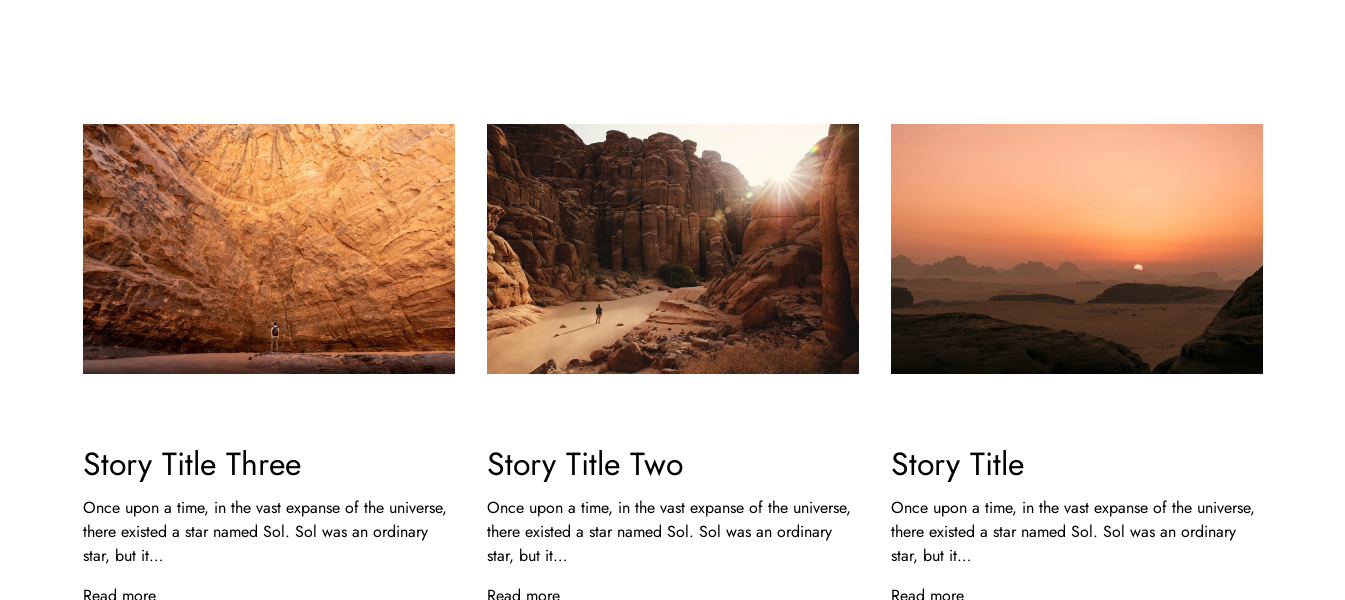 Story Title Three
Once upon a time, in the vast expanse of the universe,
there existed a star named Sol. Sol was an ordinary
star, but it…
Read more
Story Title Two
Once upon a time, in the vast expanse of the universe,
there existed a star named Sol. Sol was an ordinary
star, but it…
Read more
Story Title
Once upon a time, in the vast expanse of the universe,
there existed a star named Sol. Sol was an ordinary
star, but it…
Read more